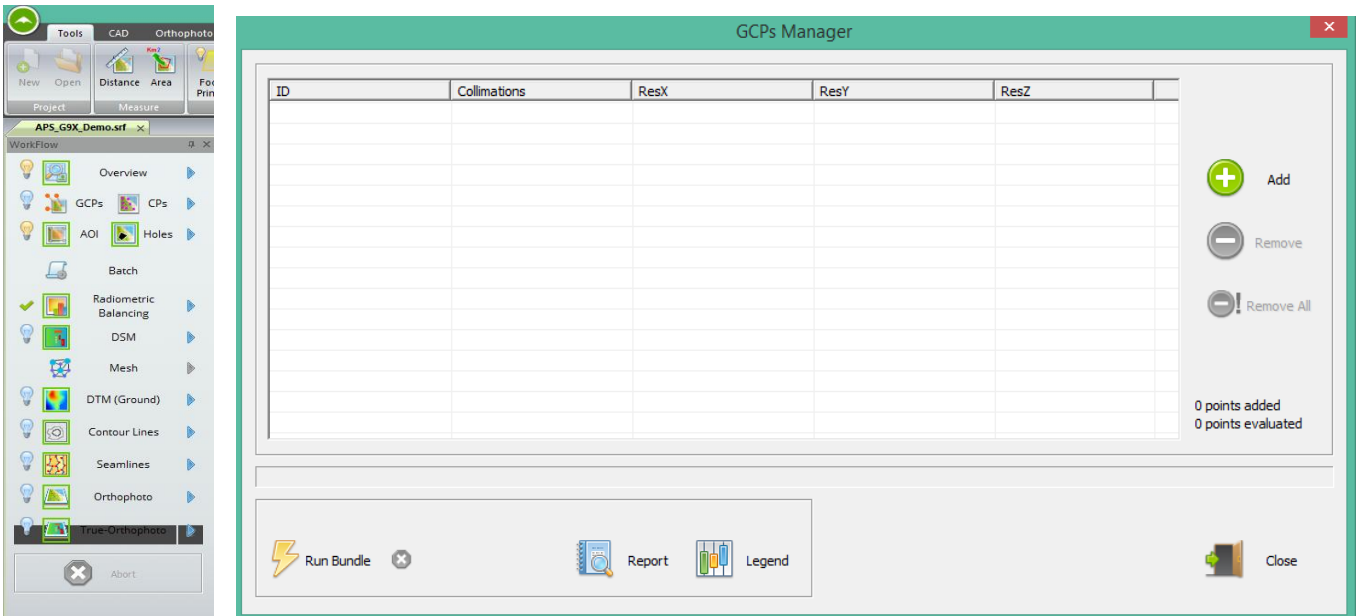 Tools CAD Orthophoto
Km2
New Open Distance Area
Project Measure
APS_G9X_Demo.srf
WorkFlow
Overview
GCPs CPs
AOI Holes
Batch
Radiometric
Balancing
DSM
Mesh
DTM (Ground)
Contour Lines
Seamlines
Orthophoto
True-Orthophoto
Abort
GCPs Manager
ID Collimations ResX ResY ResZ
Add
Remove
Remove All
0 points added
0 points evaluated
Run Bundle Report Legend Close